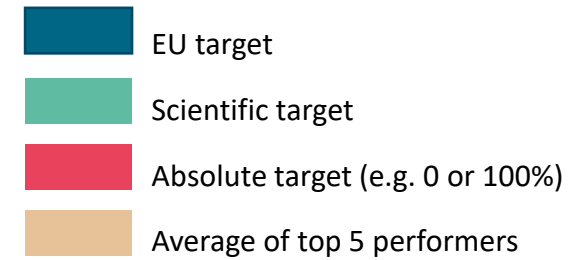 EU target
Scientific target
Absolute target (e.g. 0 or 100%)
Average of top 5 performers